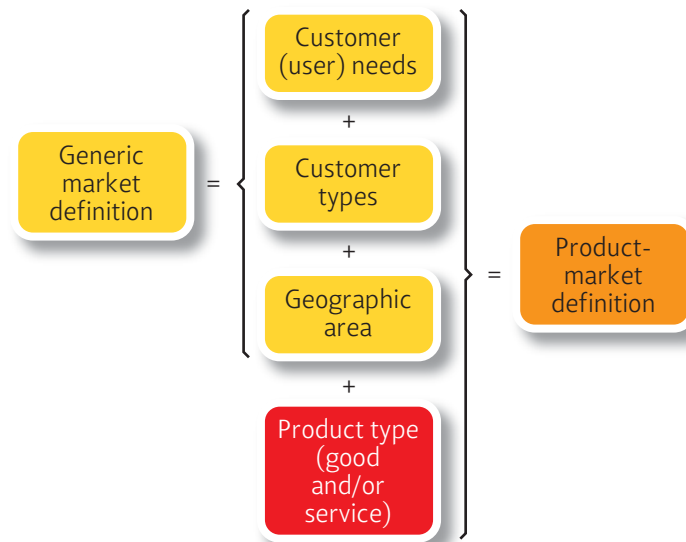 Customer
(user) needs
+
Generic
market
definition
=
Customer
types
+
Geographic
area
=
Product-
market
definition
+
Product type
(good
and/or
service)